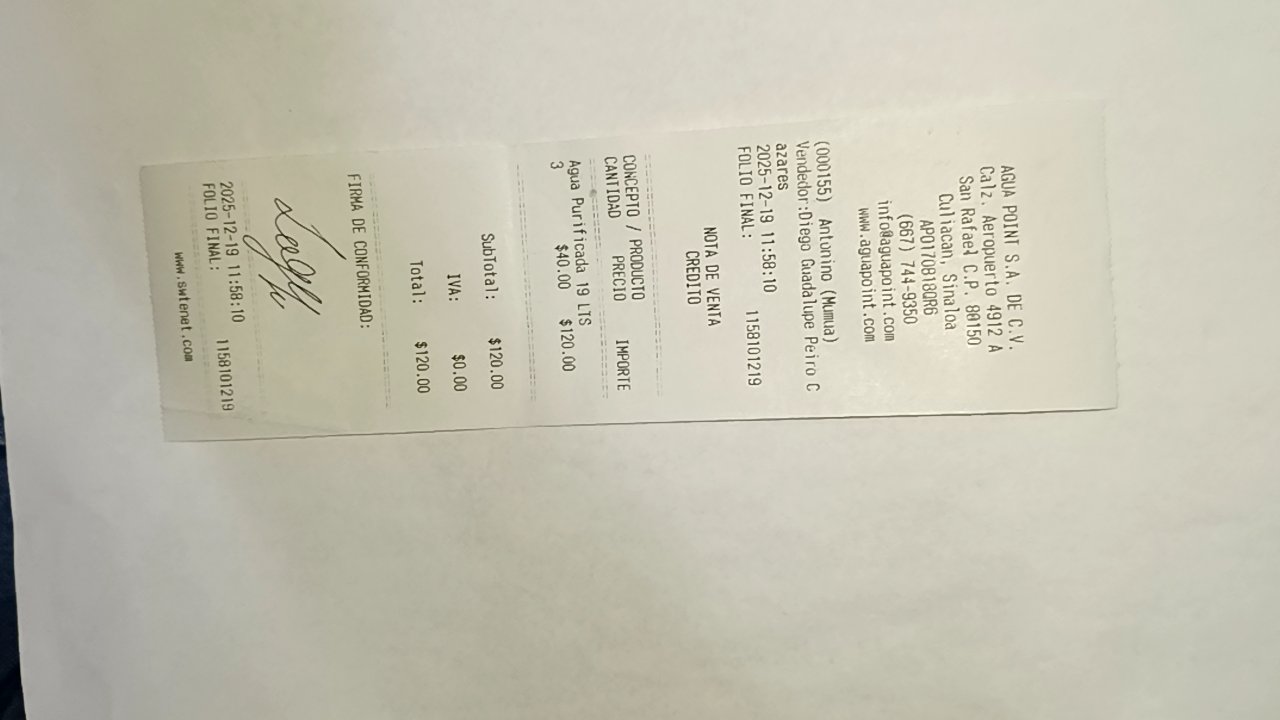 AGUA POINT S.A. DE C.V.
Calz. Aeropuerto 4912 A
San Rafael C.P. 80150
Culiacan, Sinaloa
APO170818QR6
(667) 744-9350
info@aguapoint.com
www.aguapoint.com
(000155) Antonino (Mumua)
Vendedor:Diego Guadalupe Peiro C
azares
2025-12-19 11:58:10
FOLIO FINAL: 1158101219
NOTA DE VENTA
CREDITO
CONCEPTO / PRODUCTO
CANTIDAD PRECIO IMPORTE
Agua Purificada 19 LTS
3 $40.00 $120.00
SubTotal: $120.00
IVA: $0.00
Total: $120.00
FIRMA DE CONFORMIDAD:
2025-12-19 11:58:10
FOLIO FINAL: 1158101219
www.swtenet.com